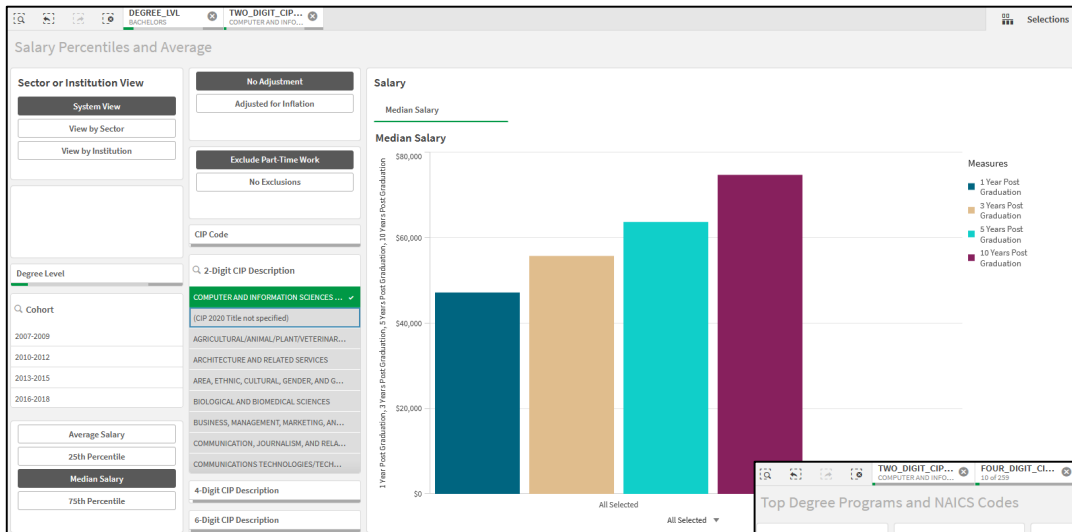 DEGREE_LVL
BACHELORS
TWO_DIGIT_CIP...
COMPUTER AND INFO...
Selections
Salary Percentiles and Average
Sector or Institution View
System View
View by Sector
View by Institution
Degree Level
Cohort
2007-2009
2010-2012
2013-2015
2016-2018
Average Salary
25th Percentile
Median Salary
75th Percentile
No Adjustment
Adjusted for Inflation
Exclude Part-Time Work
No Exclusions
CIP Code
2-Digit CIP Description
COMPUTER AND INFORMATION SCIENCES ...
(CIP 2020 Title not specified)
AGRICULTURAL/ANIMAL/PLANT/VETERINAR...
ARCHITECTURE AND RELATED SERVICES
AREA, ETHNIC, CULTURAL, GENDER, AND G...
BIOLOGICAL AND BIOMEDICAL SCIENCES
BUSINESS, MANAGEMENT, MARKETING, AN...
COMMUNICATION, JOURNALISM, AND RELA...
COMMUNICATIONS TECHNOLOGIES/TECH...
4-Digit CIP Description
6-Digit CIP Description
Salary
Median Salary
Median Salary
1 Year Post Graduation, 3 Years Post Graduation, 5 Years Post Graduation, 10 Years Post Graduation
$80,000
$60,000
$40,000
$20,000
$0
All Selected
All Selected
Measures
1 Year Post
Graduation
3 Years Post
Graduation
5 Years Post
Graduation
10 Years Post
Graduation
TWO_DIGIT_CIP...
COMPUTER AND INFO...
FOUR_DIGIT_CI...
10 of 259
Top Degree Programs and NAICS Codes